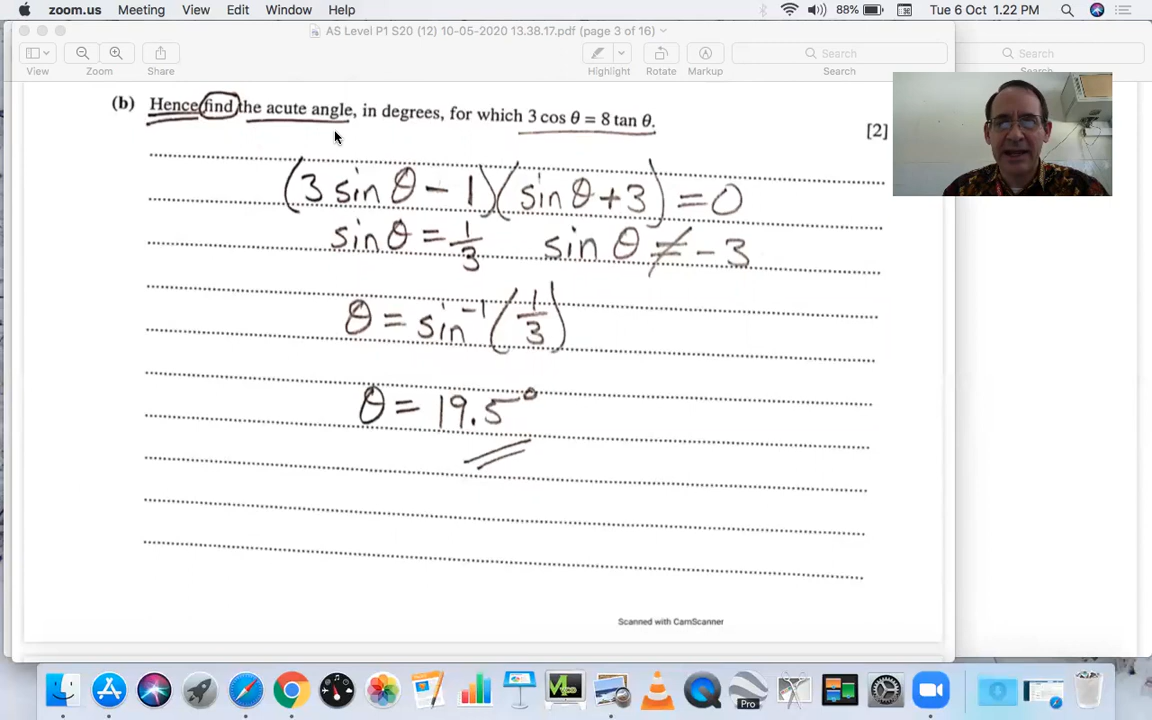 zoom.us Meeting View Edit Window Help 88% Tue 6 Oct 1.22 PM
AS Level P1 S20 (12) 10-05-2020 13.38.17.pdf (page 3 of 16)
Search Search
View Zoom Share Highlight Rotate Markup Search Search
(b) Hence find the acute angle, in degrees, for which 3 cos θ = 8 tan θ. [2]
(3 sin θ - 1)(sin θ + 3) = 0
sin θ = 1/3 sin θ ≠ -3
θ = sin⁻¹(1/3)
θ = 19.5°
Scanned with CamScanner
Pro